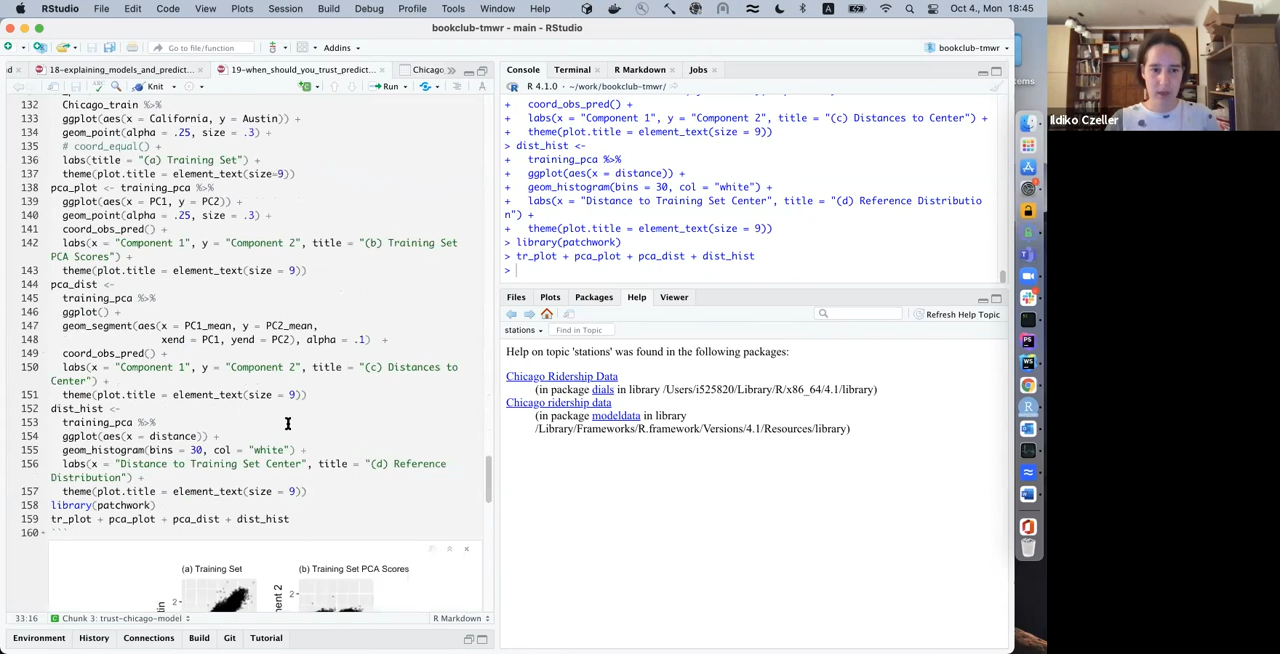 RStudio File Edit Code View Plots Session Build Debug Profile Tools Window Help Oct 4., Mon 18:45
bookclub-tmwr - main - RStudio
Go to file/function Addins bookclub-tmwr
18-explaining_models_and_predict... 19-when_should_you_trust_predict... Chicago
Knit Run
132 Chicago_train %>%
133 ggplot(aes(x = California, y = Austin)) +
134 geom_point(alpha = .25, size = .3) +
135 # coord_equal() +
136 labs(title = "(a) Training Set") +
137 theme(plot.title = element_text(size=9))
138 pca_plot <- training_pca %>%
139 ggplot(aes(x = PC1, y = PC2)) +
140 geom_point(alpha = .25, size = .3) +
141 coord_obs_pred() +
142 labs(x = "Component 1", y = "Component 2", title = "(b) Training Set
PCA Scores") +
143 theme(plot.title = element_text(size = 9))
144 pca_dist <-
145 training_pca %>%
146 ggplot() +
147 geom_segment(aes(x = PC1_mean, y = PC2_mean,
148 xend = PC1, yend = PC2), alpha = .1) +
149 coord_obs_pred() +
150 labs(x = "Component 1", y = "Component 2", title = "(c) Distances to
Center") +
151 theme(plot.title = element_text(size = 9))
152 dist_hist <-
153 training_pca %>%
154 ggplot(aes(x = distance)) +
155 geom_histogram(bins = 30, col = "white") +
156 labs(x = "Distance to Training Set Center", title = "(d) Reference
Distribution") +
157 theme(plot.title = element_text(size = 9))
158 library(patchwork)
159 tr_plot + pca_plot + pca_dist + dist_hist
160 ```
(a) Training Set (b) Training Set PCA Scores
2
2
33:16 Chunk 3: trust-chicago-model R Markdown
Environment History Connections Build Git Tutorial
Console Terminal R Markdown Jobs
R 4.1.0 · ~/work/bookclub-tmwr/
+ coord_obs_pred() +
+ labs(x = "Component 1", y = "Component 2", title = "(c) Distances to Center") +
+ theme(plot.title = element_text(size = 9))
> dist_hist <-
+ training_pca %>%
+ ggplot(aes(x = distance)) +
+ geom_histogram(bins = 30, col = "white") +
+ labs(x = "Distance to Training Set Center", title = "(d) Reference Distributio
n") +
+ theme(plot.title = element_text(size = 9))
> library(patchwork)
> tr_plot + pca_plot + pca_dist + dist_hist
>
Files Plots Packages Help Viewer
Refresh Help Topic
stations Find in Topic
Help on topic 'stations' was found in the following packages:
Chicago Ridership Data
(in package dials in library /Users/i525820/Library/R/x86_64/4.1/library)
Chicago ridership data
(in package modeldata in library
/Library/Frameworks/R.framework/Versions/4.1/Resources/library)
Ildiko Czeller